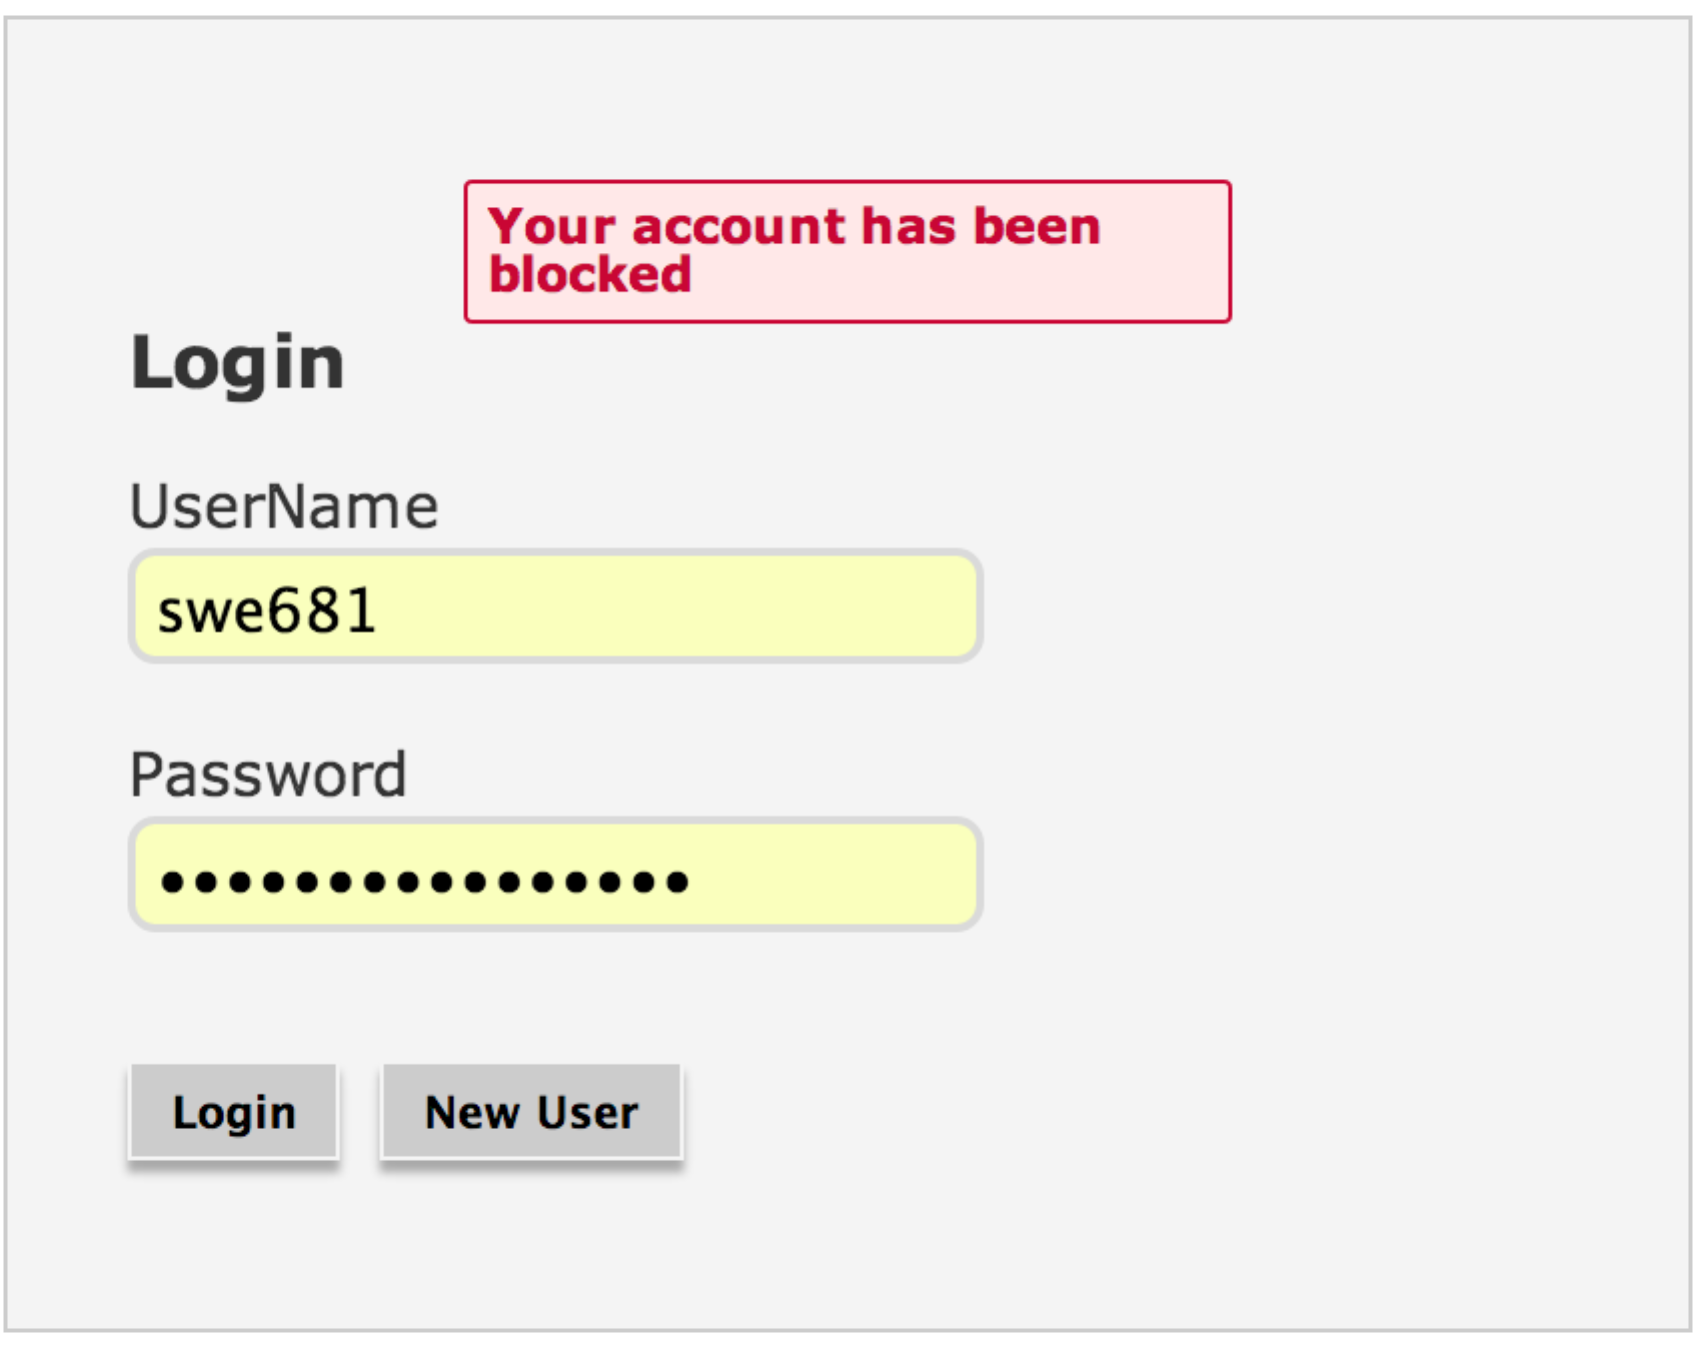 Your account has been
blocked
Login
UserName
swe681
Password
••••••••••••••••
Login
New User